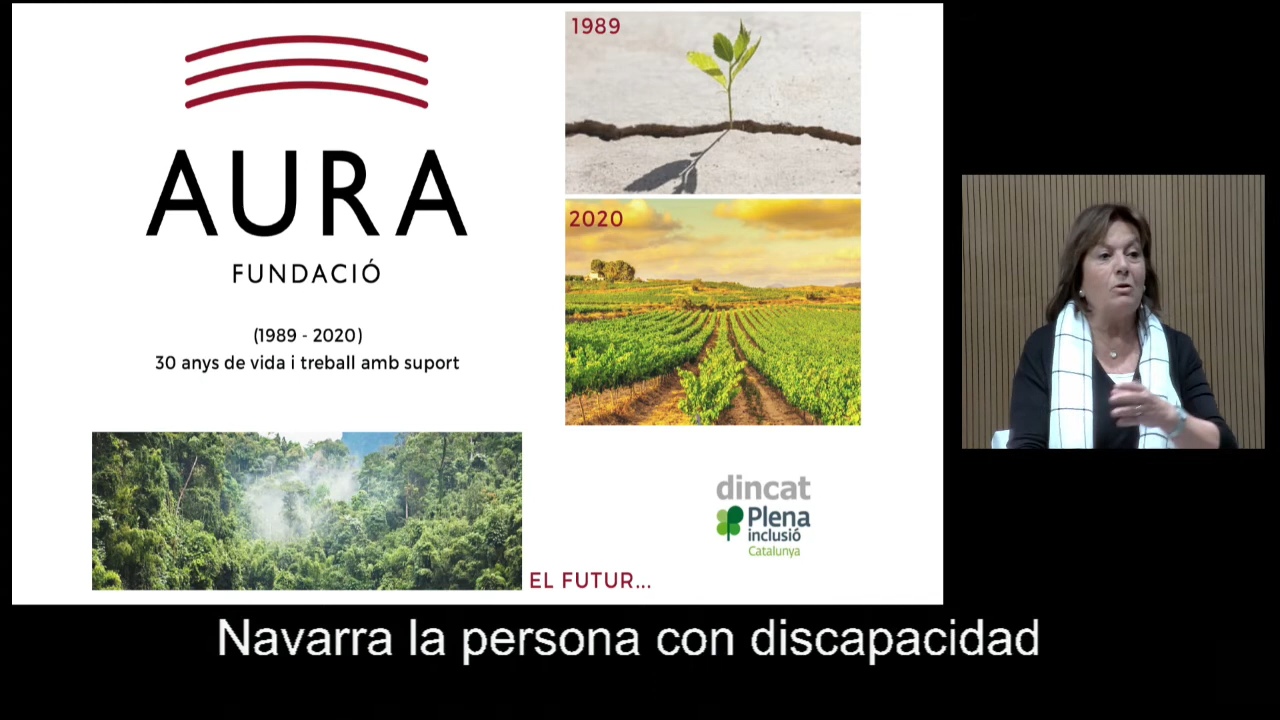 AURA
FUNDACIÓ
(1989 - 2020)
30 anys de vida i treball amb suport
1989
2020
dincat
Plena
inclusió
Catalunya
EL FUTUR...
Navarra la persona con discapacidad